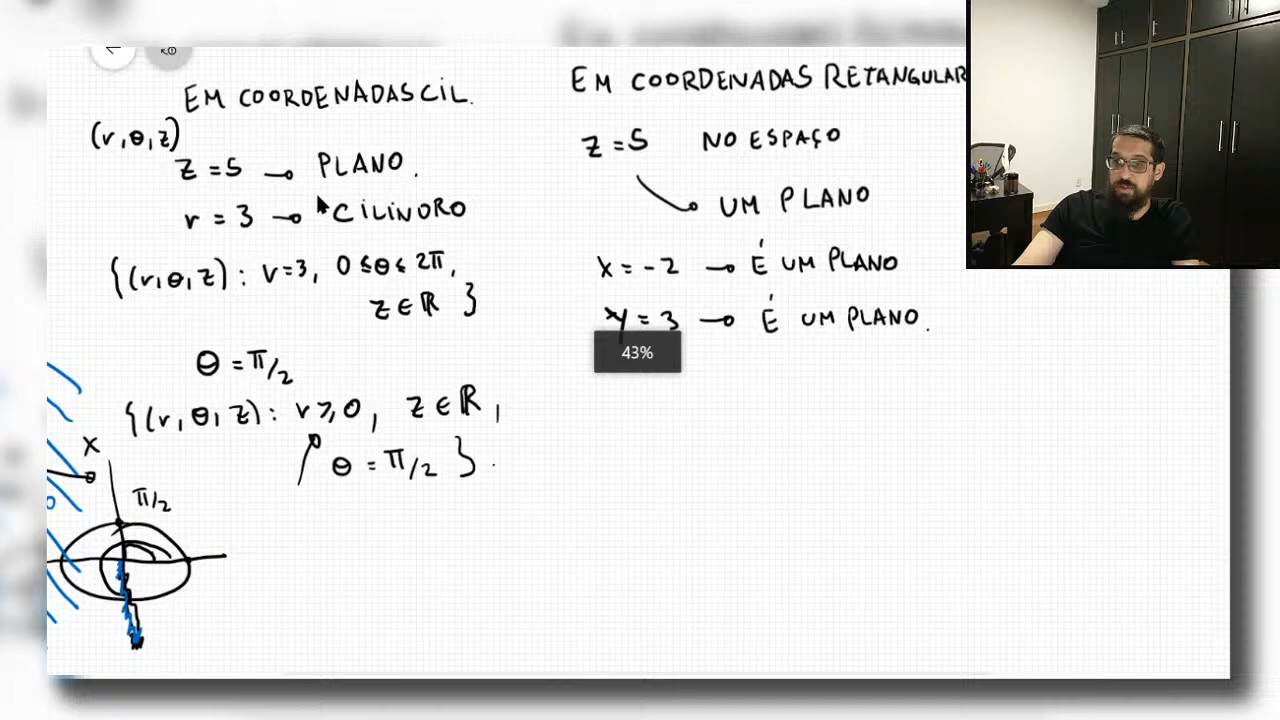 EM COORDENADAS CIL.
(r, θ, z)
z = 5 → PLANO.
r = 3 → CILINDRO
{(r, θ, z) : r = 3, 0 ≤ θ ≤ 2π,
z ∈ ℝ }
θ = π/2
{(r, θ, z) : r ≥ 0, z ∈ ℝ,
θ = π/2 }.
X
π/2
EM COORDENADAS RETANGULAR
z = 5 NO ESPAÇO
UM PLANO
x = -2 → É UM PLANO
y = 3 → É UM PLANO.
43%